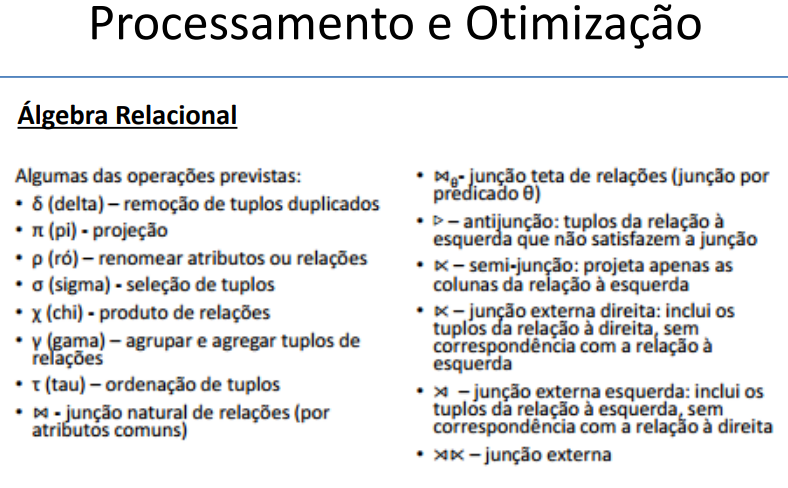 Processamento e Otimização
Álgebra Relacional
Algumas das operações previstas:
• δ (delta) – remoção de tuplos duplicados
• π (pi) - projeção
• ρ (ró) – renomear atributos ou relações
• σ (sigma) - seleção de tuplos
• χ (chi) - produto de relações
• γ (gama) – agrupar e agregar tuplos de
relações
• τ (tau) – ordenação de tuplos
• ⋈ - junção natural de relações (por
atributos comuns)
• ⋈θ- junção teta de relações (junção por
predicado θ)
• ▹ – antijunção: tuplos da relação à
esquerda que não satisfazem a junção
• ⋉ – semi-junção: projeta apenas as
colunas da relação à esquerda
• ⋉ – junção externa direita: inclui os
tuplos da relação à direita, sem
correspondência com a relação à
esquerda
• ⋊ – junção externa esquerda: inclui os
tuplos da relação à esquerda, sem
correspondência com a relação à direita
• ⋊⋉ – junção externa